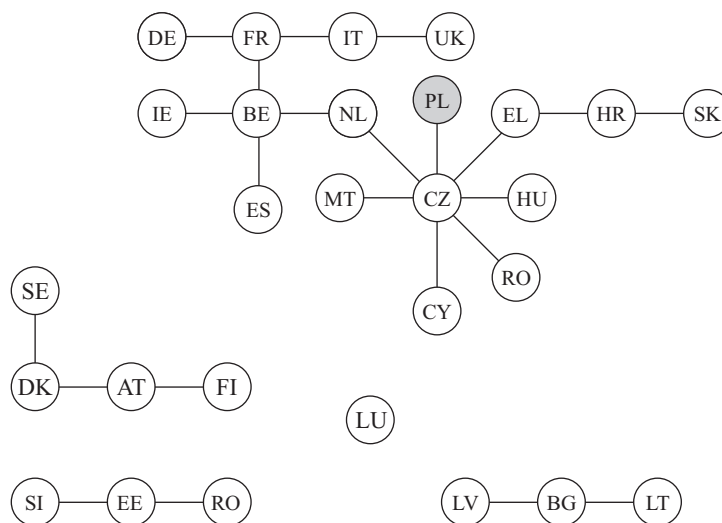 DE FR IT UK
PL
IE BE NL EL HR SK
MT CZ HU
ES
RO
SE
CY
DK AT FI
LU
SI EE RO LV BG LT